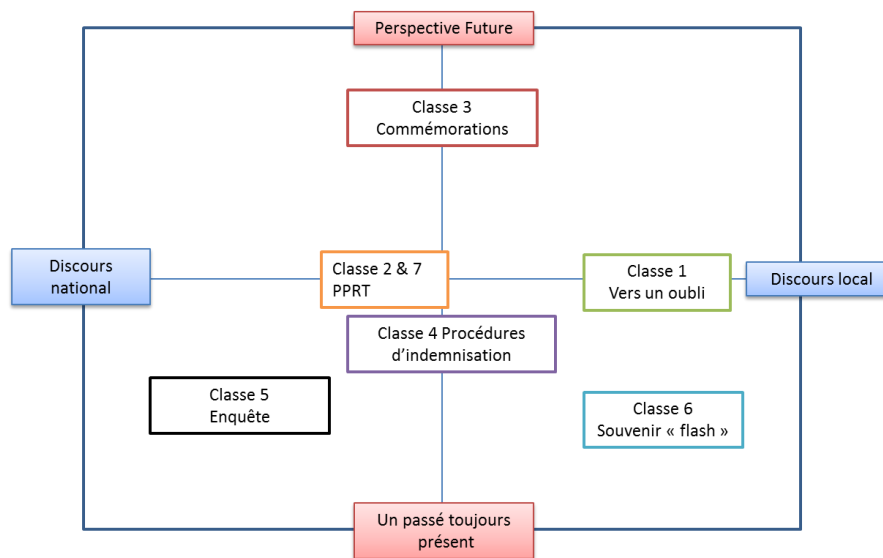 Perspective Future
Classe 3
Commémorations
Discours
national
Classe 2 & 7
PPRT
Classe 1
Vers un oubli
Discours local
Classe 4 Procédures
d’indemnisation
Classe 5
Enquête
Classe 6
Souvenir « flash »
Un passé toujours
présent